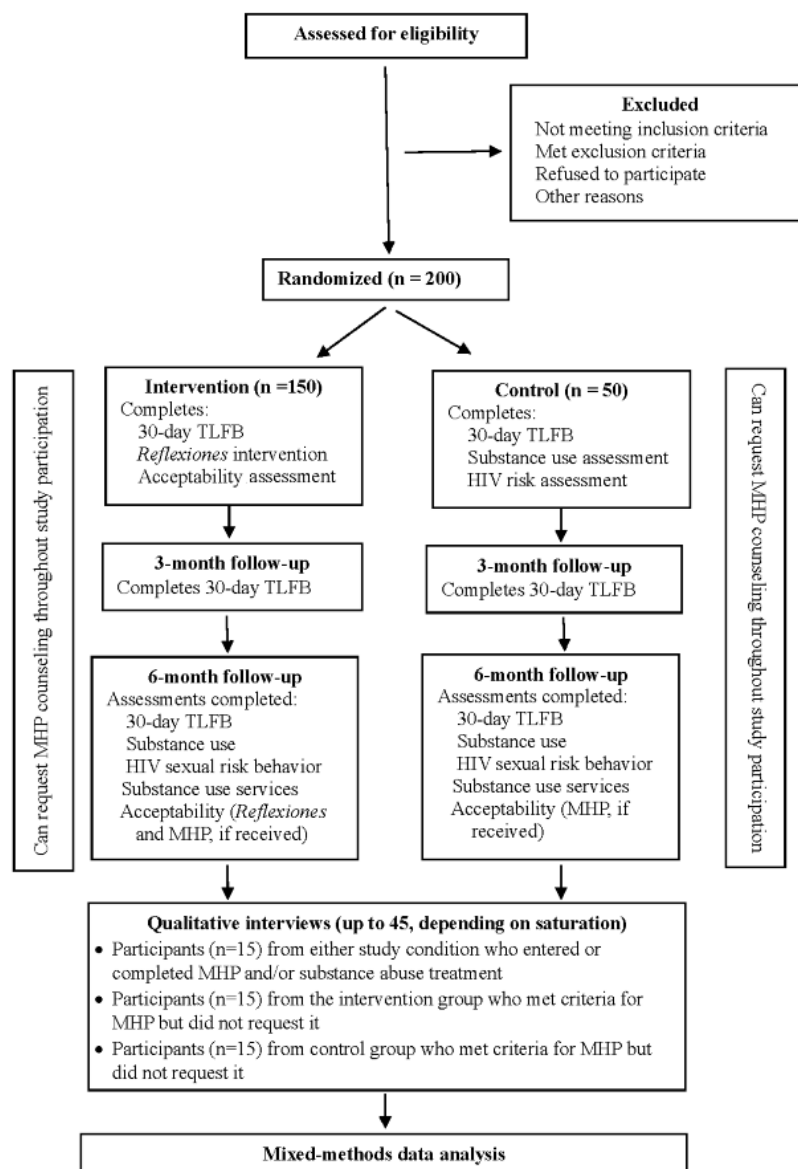 Assessed for eligibility
Excluded
Not meeting inclusion criteria
Met exclusion criteria
Refused to participate
Other reasons
Randomized (n = 200)
Can request MHP counseling throughout study participation
Intervention (n =150)
Completes:
30-day TLFB
Reflexiones intervention
Acceptability assessment
Control (n = 50)
Completes:
30-day TLFB
Substance use assessment
HIV risk assessment
Can request MHP counseling throughout study participation
3-month follow-up
Completes 30-day TLFB
3-month follow-up
Completes 30-day TLFB
6-month follow-up
Assessments completed:
30-day TLFB
Substance use
HIV sexual risk behavior
Substance use services
Acceptability (Reflexiones
and MHP, if received)
6-month follow-up
Assessments completed:
30-day TLFB
Substance use
HIV sexual risk behavior
Substance use services
Acceptability (MHP, if
received)
Qualitative interviews (up to 45, depending on saturation)
• Participants (n=15) from either study condition who entered or
completed MHP and/or substance abuse treatment
• Participants (n=15) from the intervention group who met criteria for
MHP but did not request it
• Participants (n=15) from control group who met criteria for MHP but
did not request it
Mixed-methods data analysis